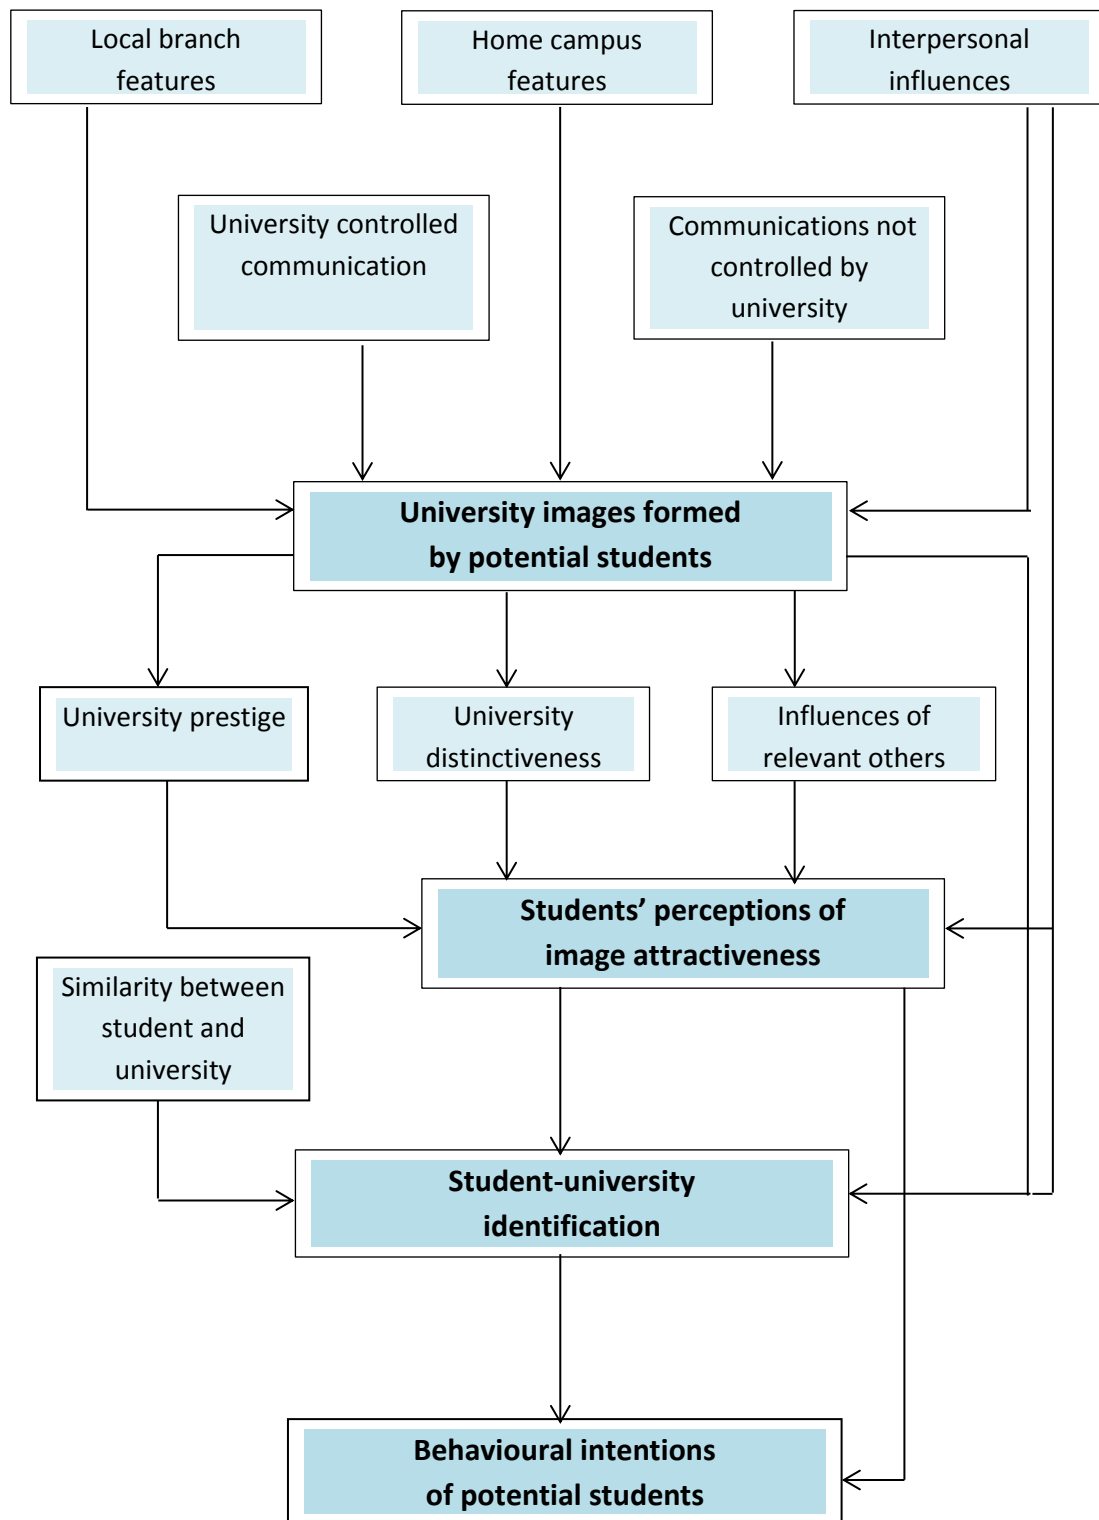 Local branch
features
Home campus
features
Interpersonal
influences
University controlled
communication
Communications not
controlled by
university
University images formed
by potential students
University prestige
University
distinctiveness
Influences of
relevant others
Students’ perceptions of
image attractiveness
Similarity between
student and
university
Student-university
identification
Behavioural intentions
of potential students